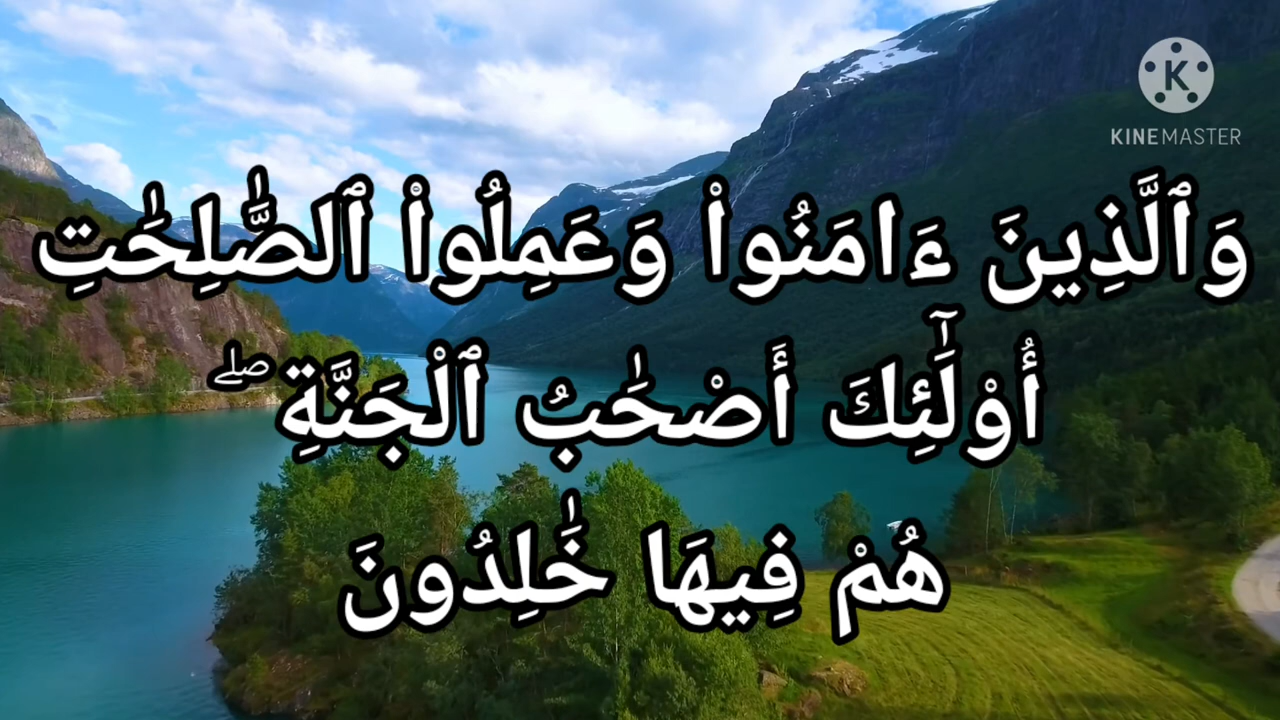 KINEMASTER
وَٱلَّذِينَ ءَامَنُوا۟ وَعَمِلُوا۟ ٱلصَّٰلِحَٰتِ
أُو۟لَٰٓئِكَ أَصْحَٰبُ ٱلْجَنَّةِ ۖ
هُمْ فِيهَا خَٰلِدُونَ